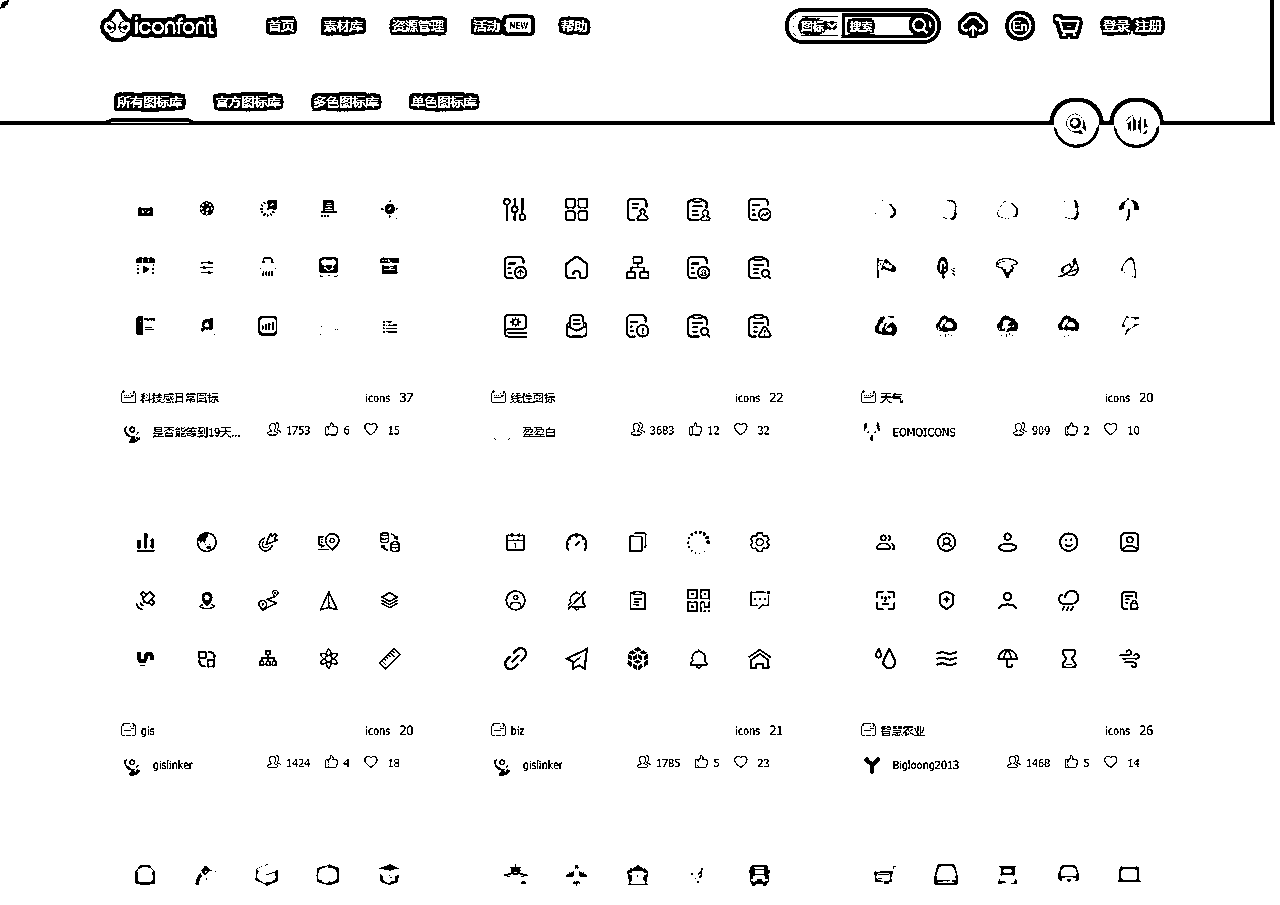 iconfont 首页 素材库 资源管理 活动 NEW 帮助 图标 搜索 En 登录 注册
所有图标库 官方图标库 多色图标库 单色图标库
科技感日常图标 icons 37
是否能等到19天... 1753 6 15
线性图标 icons 22
盈盈白 3683 12 32
天气 icons 20
EOMOICONS 909 2 10
gis icons 20
gislinker 1424 4 18
biz icons 21
gislinker 1785 5 23
智慧农业 icons 26
Bigloong2013 1468 5 14